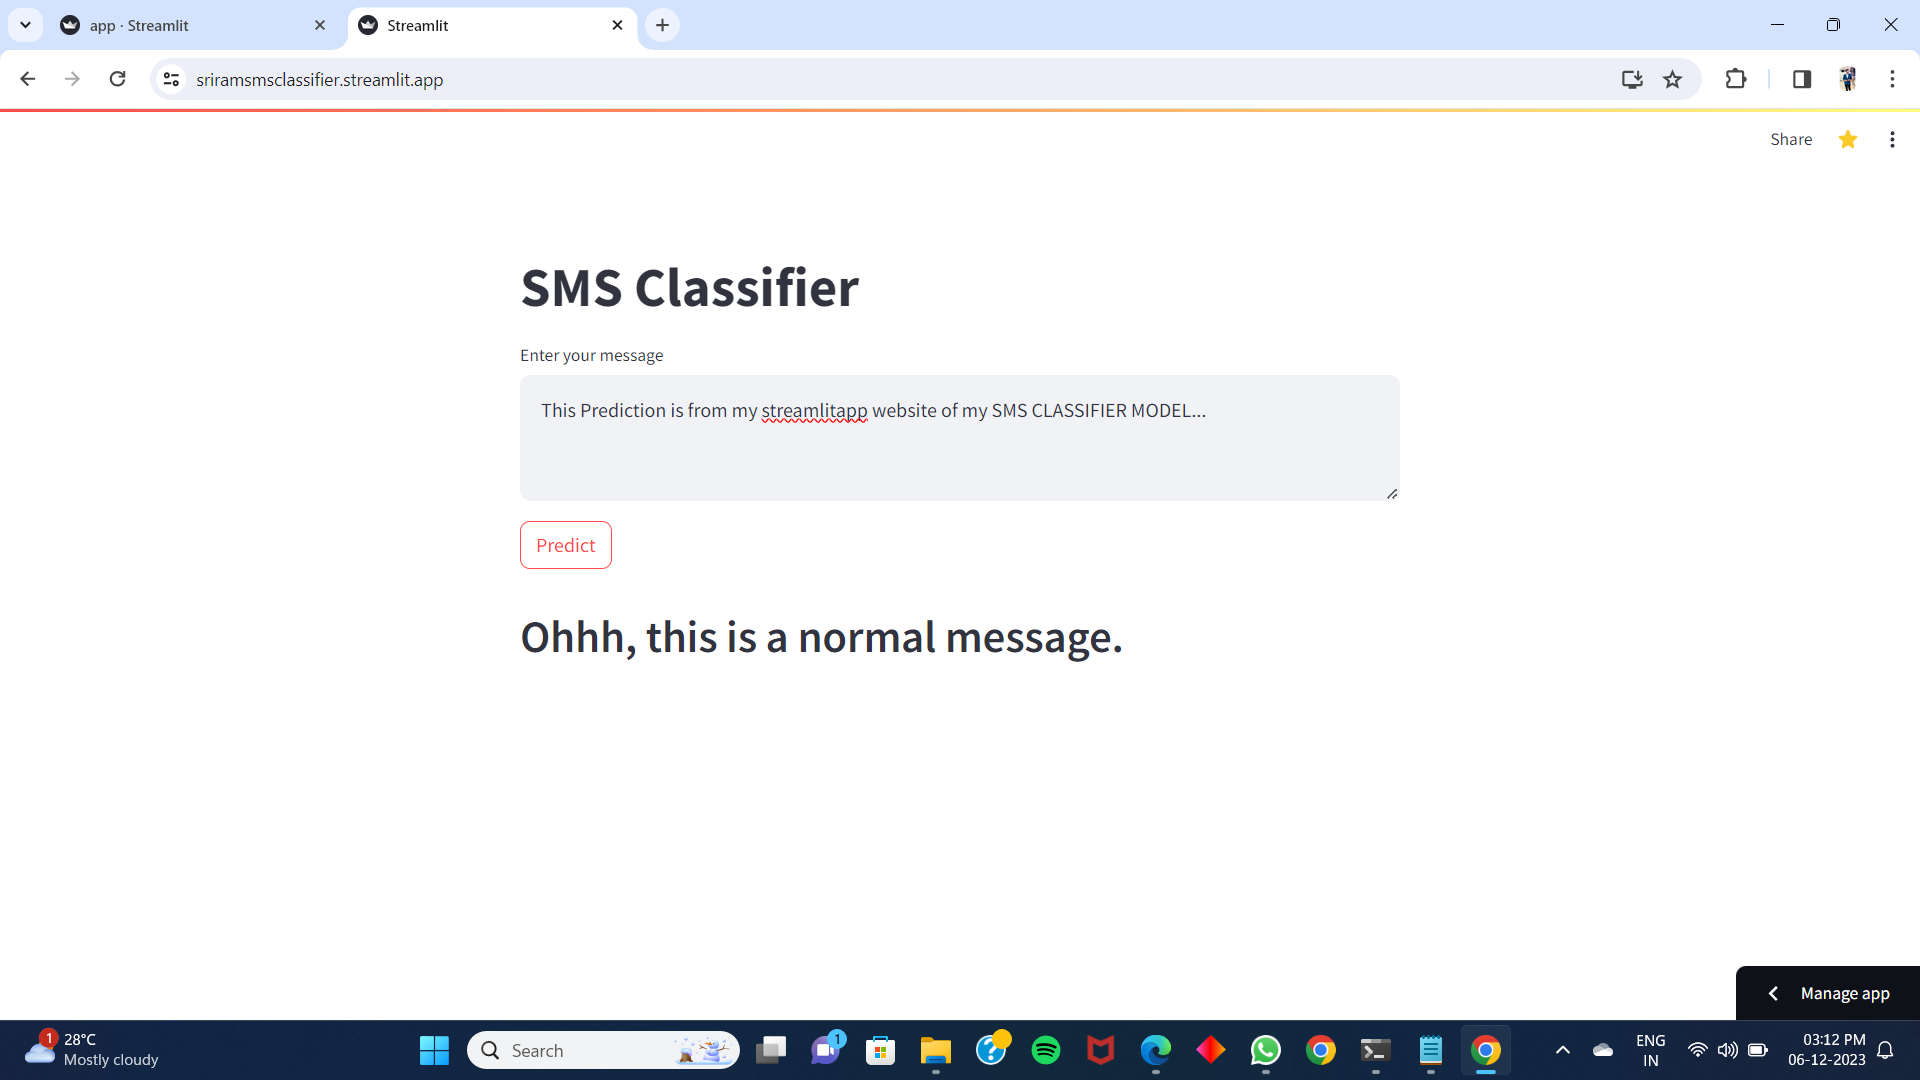 app · Streamlit
Streamlit
sriramsmsclassifier.streamlit.app
Share
SMS Classifier
Enter your message
This Prediction is from my streamlitapp website of my SMS CLASSIFIER MODEL...
Predict
Ohhh, this is a normal message.
Manage app
1
28°C
Mostly cloudy
Search
1
ENG
IN
03:12 PM
06-12-2023